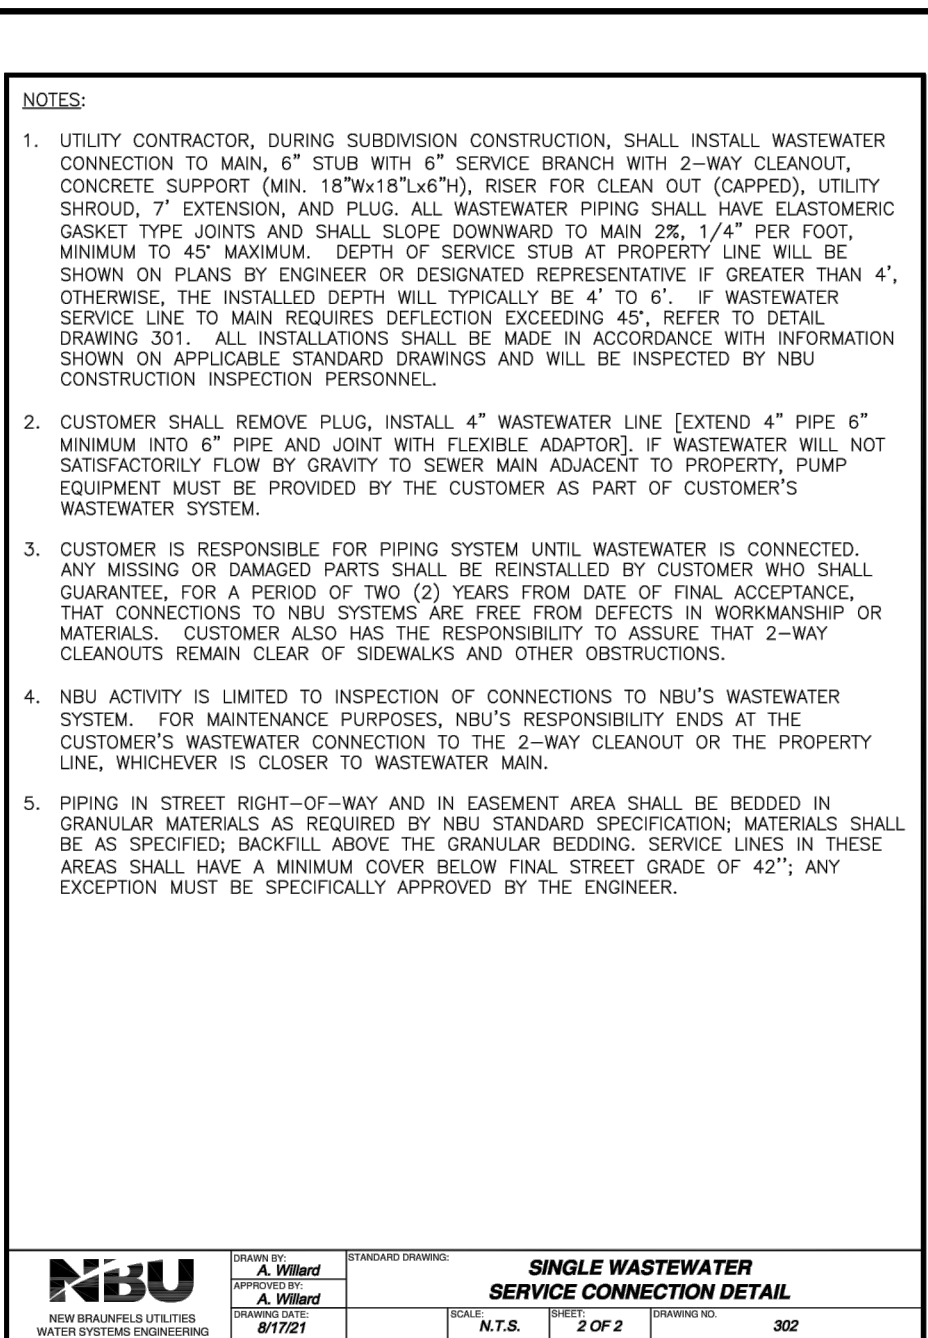 NOTES:
1. UTILITY CONTRACTOR, DURING SUBDIVISION CONSTRUCTION, SHALL INSTALL WASTEWATER
CONNECTION TO MAIN, 6" STUB WITH 6" SERVICE BRANCH WITH 2-WAY CLEANOUT,
CONCRETE SUPPORT (MIN. 18"Wx18"Lx6"H), RISER FOR CLEAN OUT (CAPPED), UTILITY
SHROUD, 7' EXTENSION, AND PLUG. ALL WASTEWATER PIPING SHALL HAVE ELASTOMERIC
GASKET TYPE JOINTS AND SHALL SLOPE DOWNWARD TO MAIN 2%, 1/4" PER FOOT,
MINIMUM TO 45° MAXIMUM. DEPTH OF SERVICE STUB AT PROPERTY LINE WILL BE
SHOWN ON PLANS BY ENGINEER OR DESIGNATED REPRESENTATIVE IF GREATER THAN 4',
OTHERWISE, THE INSTALLED DEPTH WILL TYPICALLY BE 4' TO 6'. IF WASTEWATER
SERVICE LINE TO MAIN REQUIRES DEFLECTION EXCEEDING 45°, REFER TO DETAIL
DRAWING 301. ALL INSTALLATIONS SHALL BE MADE IN ACCORDANCE WITH INFORMATION
SHOWN ON APPLICABLE STANDARD DRAWINGS AND WILL BE INSPECTED BY NBU
CONSTRUCTION INSPECTION PERSONNEL.
2. CUSTOMER SHALL REMOVE PLUG, INSTALL 4" WASTEWATER LINE [EXTEND 4" PIPE 6"
MINIMUM INTO 6" PIPE AND JOINT WITH FLEXIBLE ADAPTOR]. IF WASTEWATER WILL NOT
SATISFACTORILY FLOW BY GRAVITY TO SEWER MAIN ADJACENT TO PROPERTY, PUMP
EQUIPMENT MUST BE PROVIDED BY THE CUSTOMER AS PART OF CUSTOMER'S
WASTEWATER SYSTEM.
3. CUSTOMER IS RESPONSIBLE FOR PIPING SYSTEM UNTIL WASTEWATER IS CONNECTED.
ANY MISSING OR DAMAGED PARTS SHALL BE REINSTALLED BY CUSTOMER WHO SHALL
GUARANTEE, FOR A PERIOD OF TWO (2) YEARS FROM DATE OF FINAL ACCEPTANCE,
THAT CONNECTIONS TO NBU SYSTEMS ARE FREE FROM DEFECTS IN WORKMANSHIP OR
MATERIALS. CUSTOMER ALSO HAS THE RESPONSIBILITY TO ASSURE THAT 2-WAY
CLEANOUTS REMAIN CLEAR OF SIDEWALKS AND OTHER OBSTRUCTIONS.
4. NBU ACTIVITY IS LIMITED TO INSPECTION OF CONNECTIONS TO NBU'S WASTEWATER
SYSTEM. FOR MAINTENANCE PURPOSES, NBU'S RESPONSIBILITY ENDS AT THE
CUSTOMER'S WASTEWATER CONNECTION TO THE 2-WAY CLEANOUT OR THE PROPERTY
LINE, WHICHEVER IS CLOSER TO WASTEWATER MAIN.
5. PIPING IN STREET RIGHT-OF-WAY AND IN EASEMENT AREA SHALL BE BEDDED IN
GRANULAR MATERIALS AS REQUIRED BY NBU STANDARD SPECIFICATION; MATERIALS SHALL
BE AS SPECIFIED; BACKFILL ABOVE THE GRANULAR BEDDING. SERVICE LINES IN THESE
AREAS SHALL HAVE A MINIMUM COVER BELOW FINAL STREET GRADE OF 42''; ANY
EXCEPTION MUST BE SPECIFICALLY APPROVED BY THE ENGINEER.
NBU
NEW BRAUNFELS UTILITIES
WATER SYSTEMS ENGINEERING
DRAWN BY:
A. Willard
APPROVED BY:
A. Willard
DRAWING DATE:
8/17/21
STANDARD DRAWING:
SINGLE WASTEWATER
SERVICE CONNECTION DETAIL
SCALE:
N.T.S.
SHEET:
2 OF 2
DRAWING NO.
302